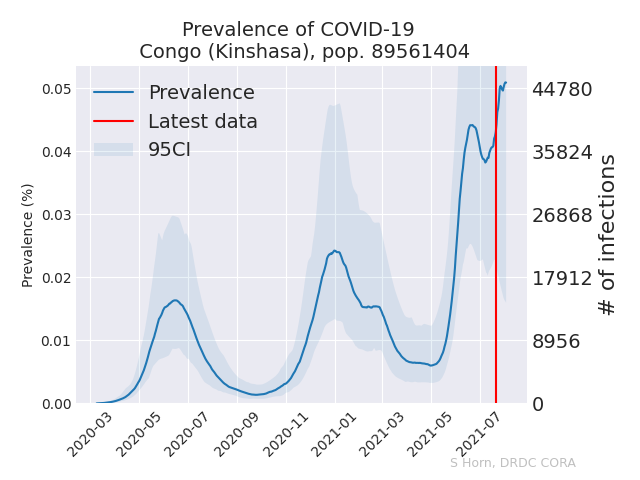 Prevalence of COVID-19
Congo (Kinshasa), pop. 89561404
Prevalence
Latest data
95CI
Prevalence (%)
0.05
0.04
0.03
0.02
0.01
0.00
44780
35824
26868
17912
8956
0
# of infections
2020-03
2020-05
2020-07
2020-09
2020-11
2021-01
2021-03
2021-05
2021-07
S Horn, DRDC CORA